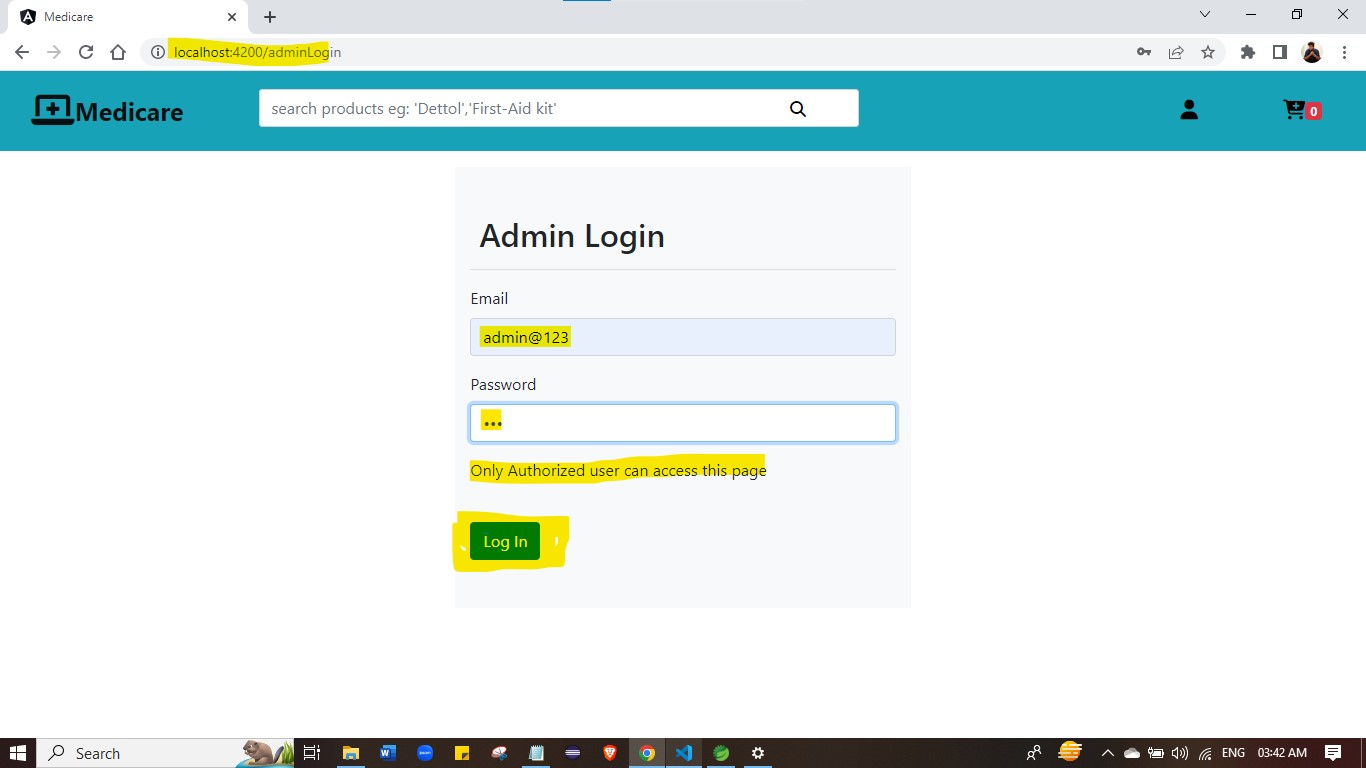 Medicare
localhost:4200/adminLogin
Medicare
search products eg: 'Dettol','First-Aid kit'
0
Admin Login
Email
admin@123
Password
•••
Only Authorized user can access this page
Log In
Search
ENG
03:42 AM